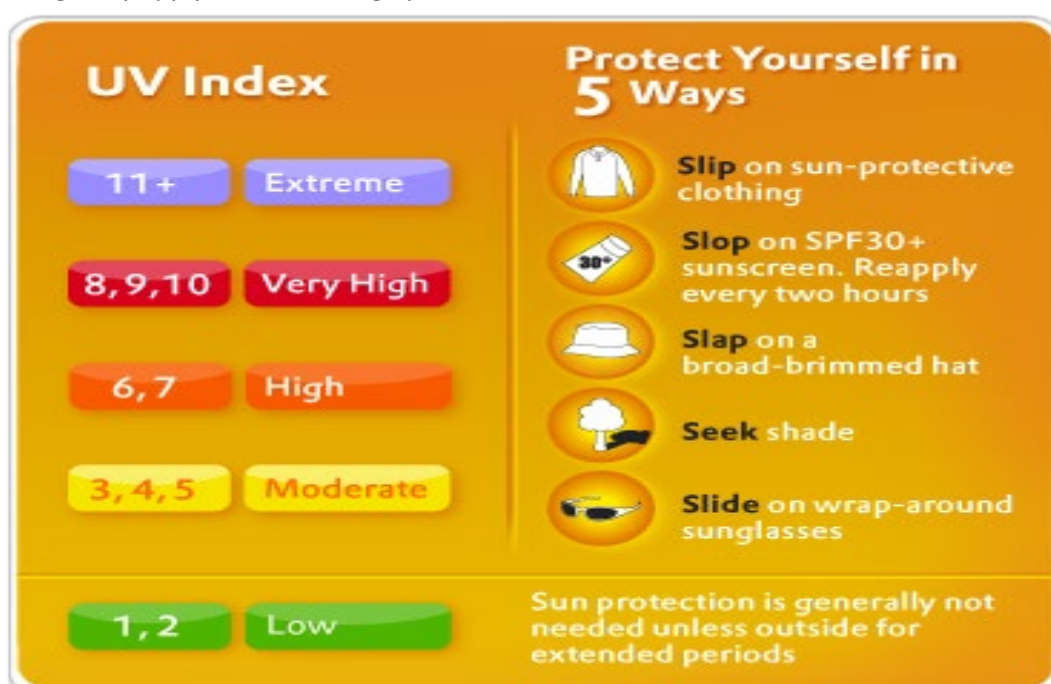 UV Index
11+ Extreme
8, 9, 10 Very High
6, 7 High
3, 4, 5 Moderate
Protect Yourself in
5 Ways
Slip on sun-protective
clothing
30+
Slop on SPF30+
sunscreen. Reapply
every two hours
Slap on a
broad-brimmed hat
Seek shade
Slide on wrap-around
sunglasses
1, 2 Low
Sun protection is generally not
needed unless outside for
extended periods